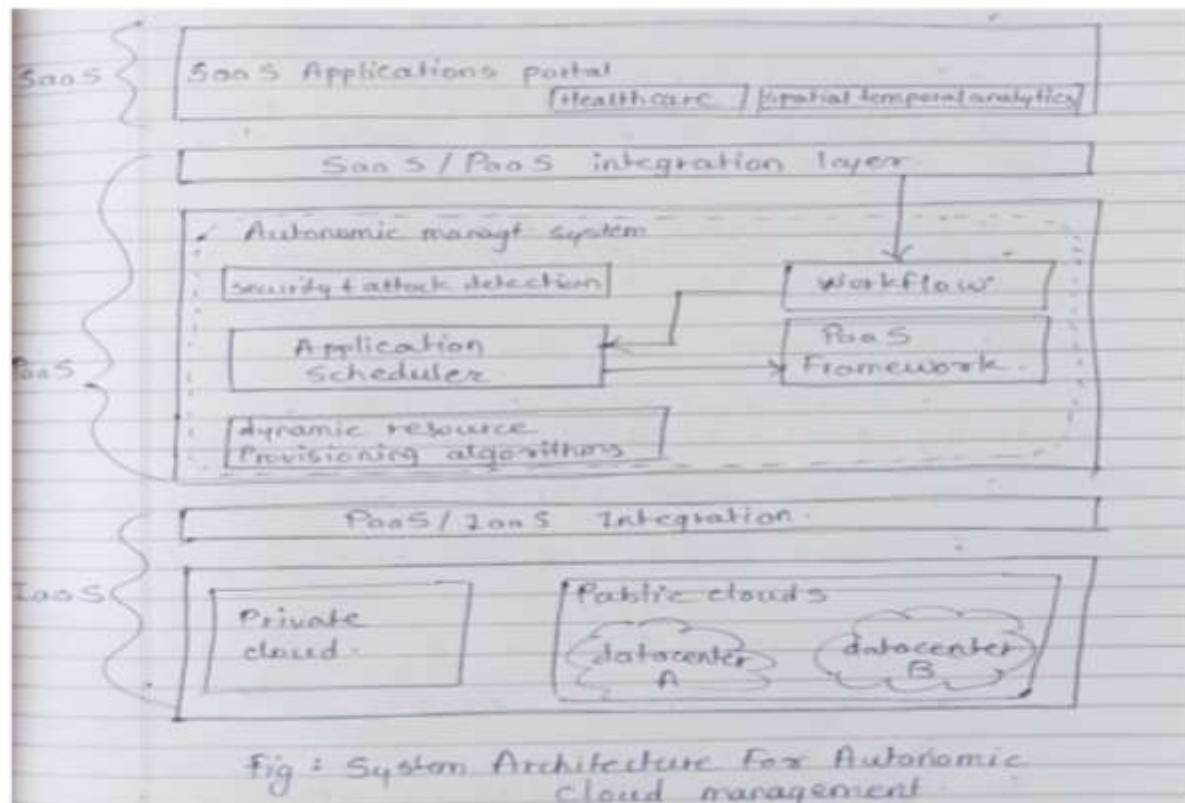 SaaS
SaaS Applications portal
Healthcare
Spatial temporal analytics
SaaS / PaaS integration layer
PaaS
Autonomic managt system
security & attack detection
Workflow
Application
Scheduler
PaaS
Framework
dynamic resource
Provisioning algorithms
PaaS / IaaS Integration
IaaS
Private
cloud
Public clouds
datacenter
A
datacenter
B
Fig : System Architecture For Autonomic
cloud management